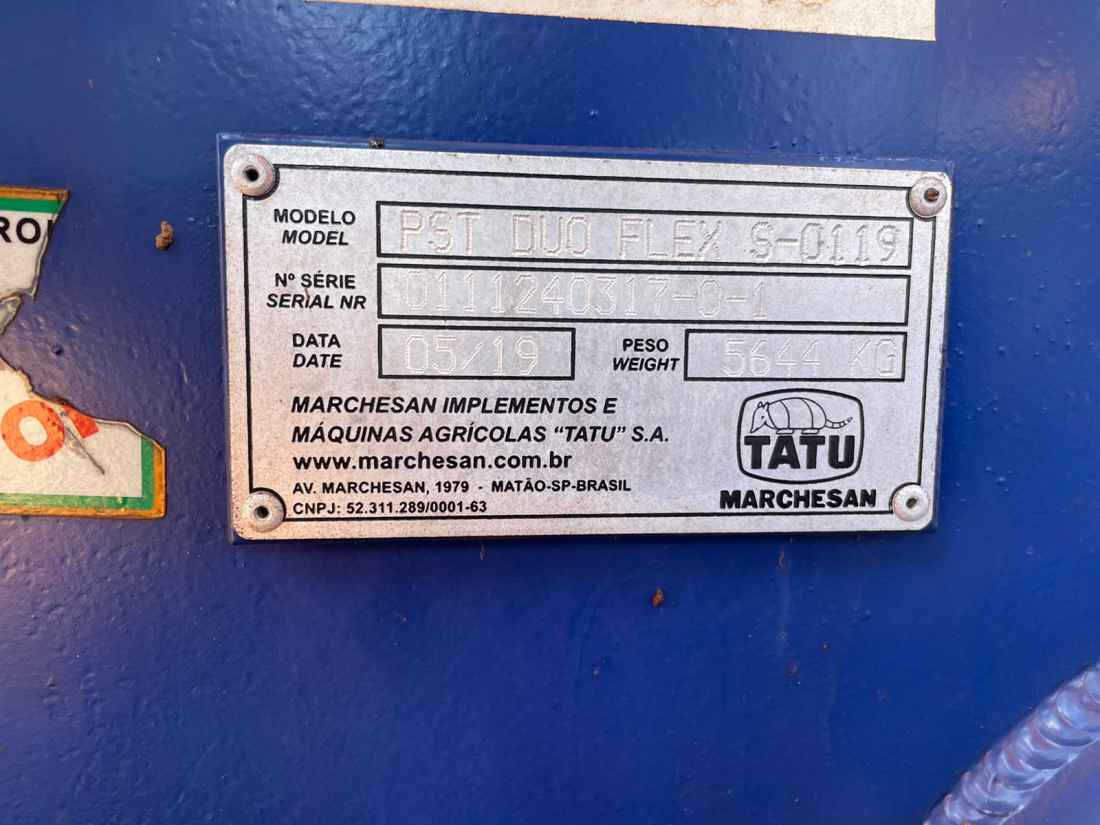 MODELO
MODEL
PST DUO FLEX S-0119
Nº SÉRIE
SERIAL NR
0111240317-0-1
DATA
DATE
05/19
PESO
WEIGHT
5644 KG
MARCHESAN IMPLEMENTOS E
MÁQUINAS AGRÍCOLAS “TATU” S.A.
www.marchesan.com.br
AV. MARCHESAN, 1979 - MATÃO-SP-BRASIL
CNPJ: 52.311.289/0001-63
TATU
MARCHESAN